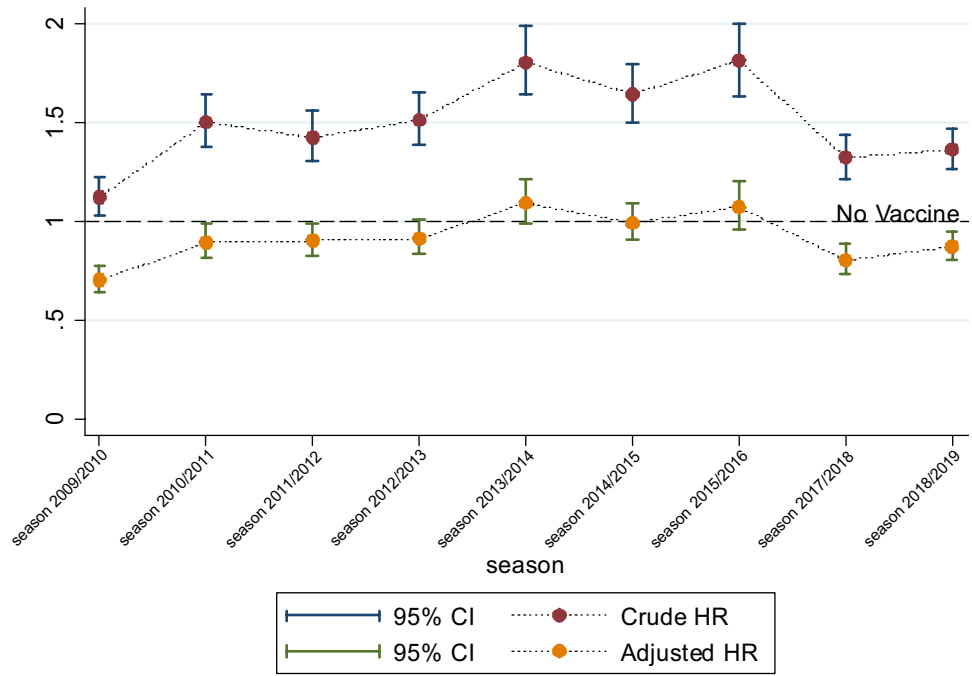 2
1.5
1
.5
0
No Vaccine
season 2009/2010
season 2010/2011
season 2011/2012
season 2012/2013
season 2013/2014
season 2014/2015
season 2015/2016
season 2017/2018
season 2018/2019
season
95% CI Crude HR
95% CI Adjusted HR